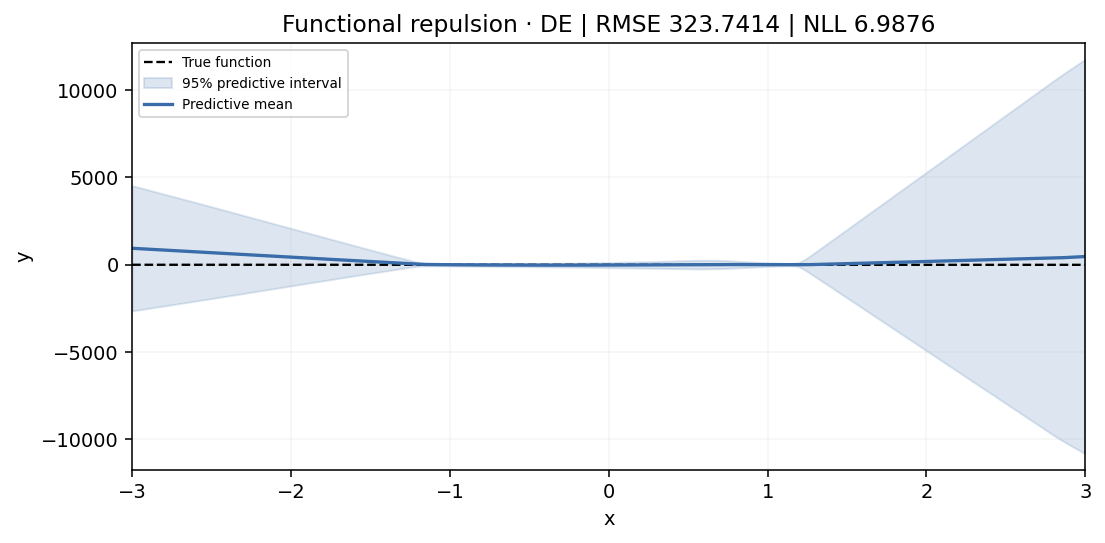 Functional repulsion · DE | RMSE 323.7414 | NLL 6.9876
True function
95% predictive interval
Predictive mean
10000
5000
0
−5000
−10000
y
−3
−2
−1
0
1
2
3
x